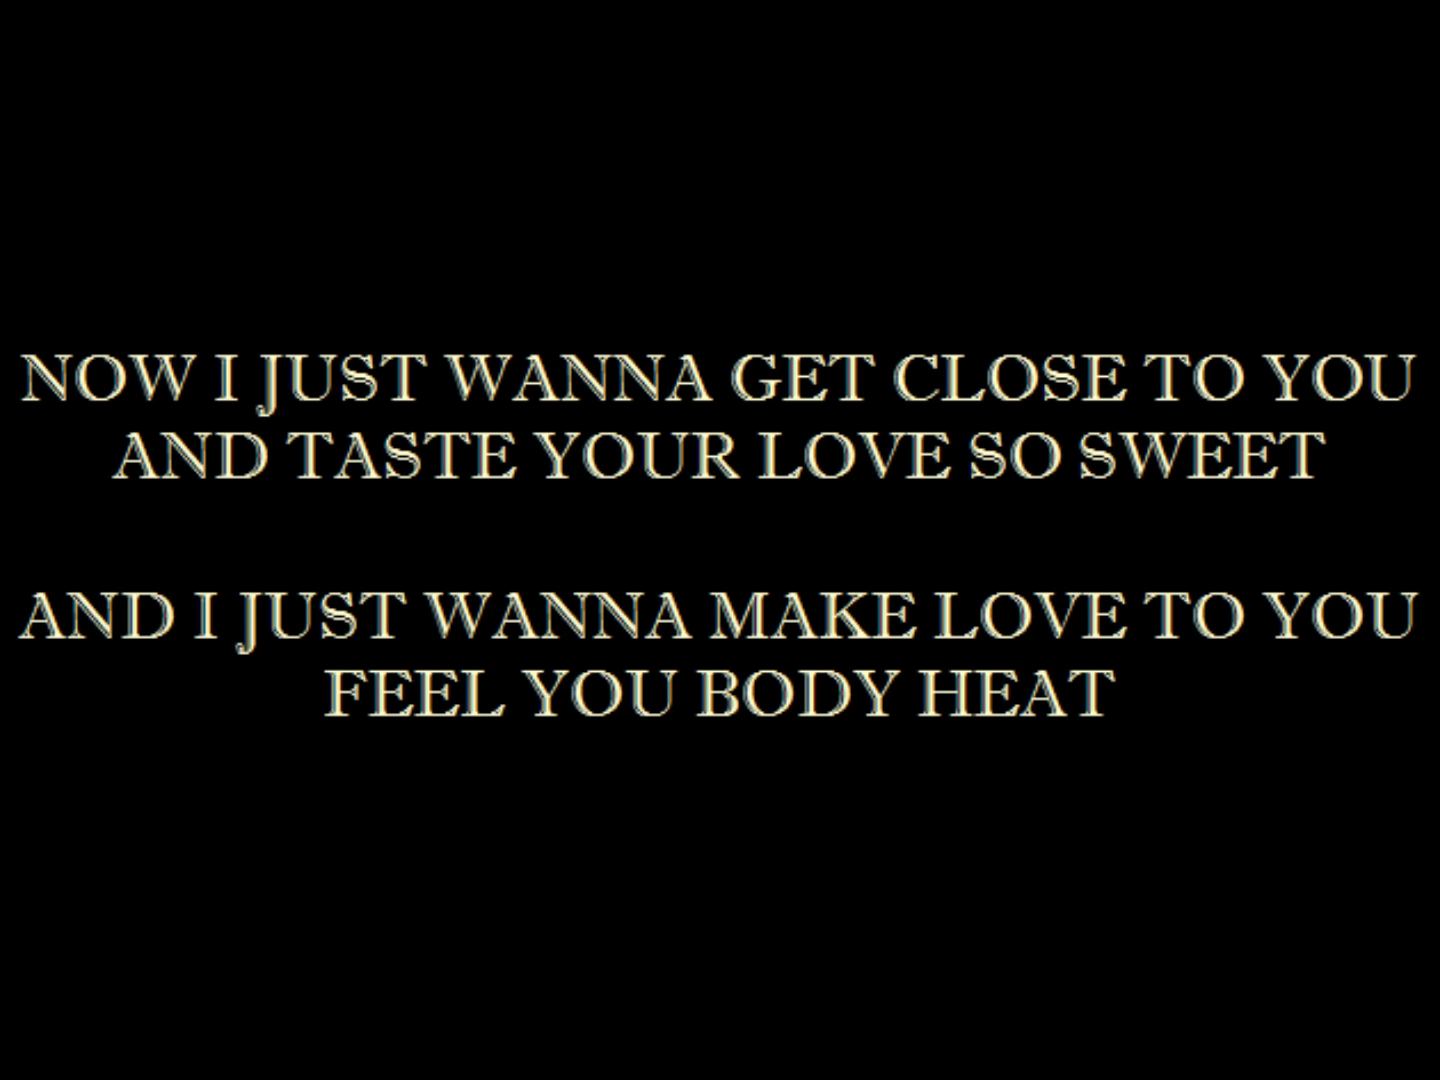 NOW I JUST WANNA GET CLOSE TO YOU
AND TASTE YOUR LOVE SO SWEET
AND I JUST WANNA MAKE LOVE TO YOU
FEEL YOU BODY HEAT